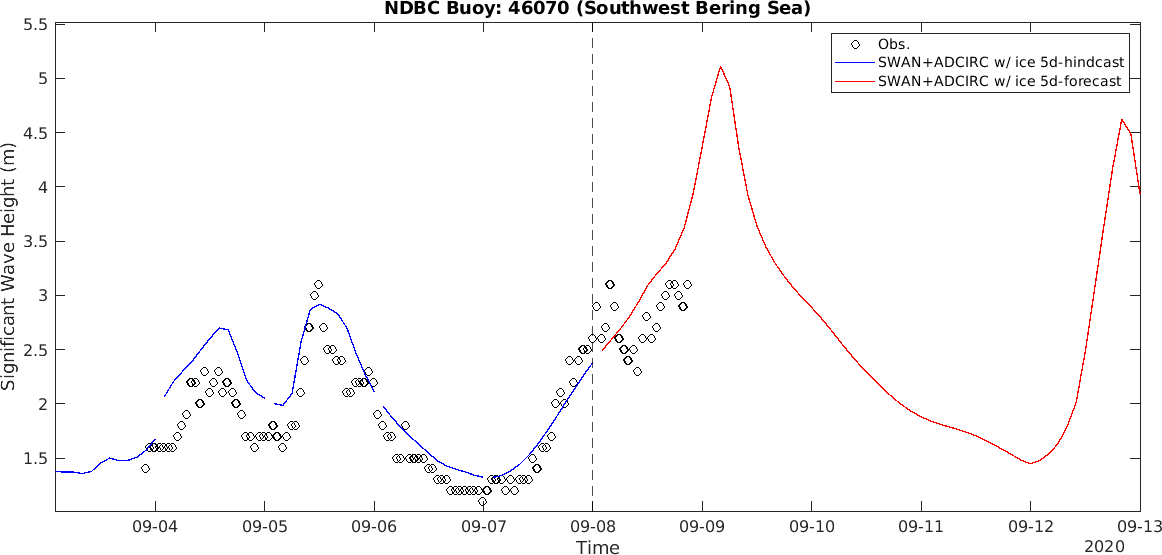 NDBC Buoy: 46070 (Southwest Bering Sea)
Obs.
SWAN+ADCIRC w/ ice 5d-hindcast
SWAN+ADCIRC w/ ice 5d-forecast
Significant Wave Height (m)
5.5
5
4.5
4
3.5
3
2.5
2
1.5
09-04 09-05 09-06 09-07 09-08 09-09 09-10 09-11 09-12 09-13
Time
2020